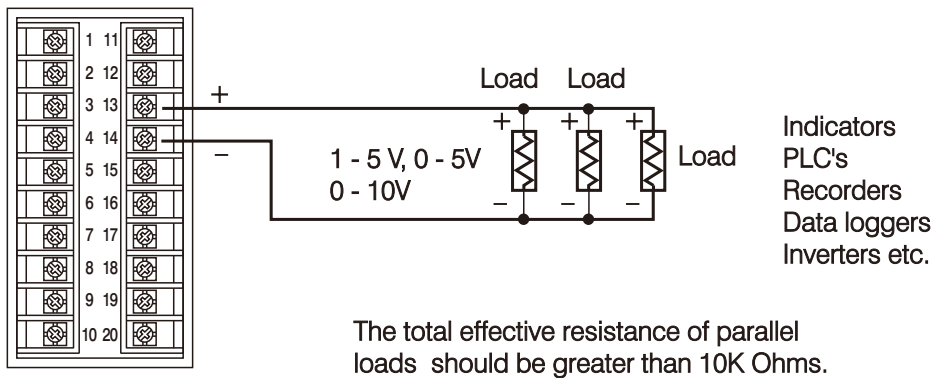 1 11
2 12
3 13
4 14
5 15
6 16
7 17
8 18
9 19
10 20
+
−
Load Load
+ + +
1 - 5 V, 0 - 5V
0 - 10V
Load
− − −
Indicators
PLC's
Recorders
Data loggers
Inverters etc.
The total effective resistance of parallel
loads should be greater than 10K Ohms.